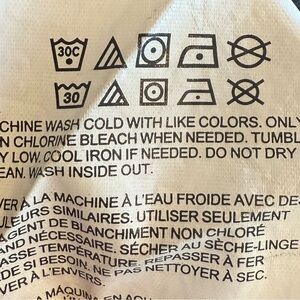 30C
30
CHINE WASH COLD WITH LIKE COLORS. ONLY
N CHLORINE BLEACH WHEN NEEDED. TUMBL
Y LOW. COOL IRON IF NEEDED. DO NOT DRY
EAN. WASH INSIDE OUT.
VER À LA MACHINE À L'EAU FROIDE AVEC DES
ULEURS SIMILAIRES. UTILISER SEULEMENT
AGENT DE BLANCHIMENT NON CHLORÉ
AND NÉCESSAIRE. SÉCHER AU SÈCHE-LINGE
ASSE TEMPÉRATURE. REPASSER À FER
DE SI BESOIN. NE PAS NETTOYER À SEC.
VER À L'ENVERS.
A MÁQUINA EN AGU